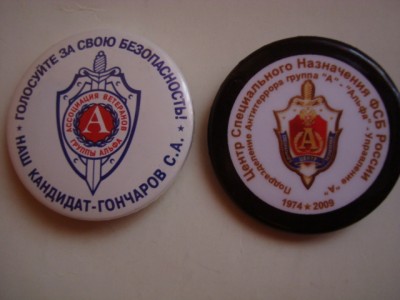 ГОЛОСУЙТЕ ЗА СВОЮ БЕЗОПАСНОСТЬ!
НАШ КАНДИДАТ-ГОНЧАРОВ С.А.
АССОЦИАЦИЯ ВЕТЕРАНОВ
ГРУППЫ АЛЬФА
А
Центр Специального Назначения ФСБ России
Подразделение Антитеррора группа "А" - "Альфа" - Управление "А"
А
1974 ★ 2009